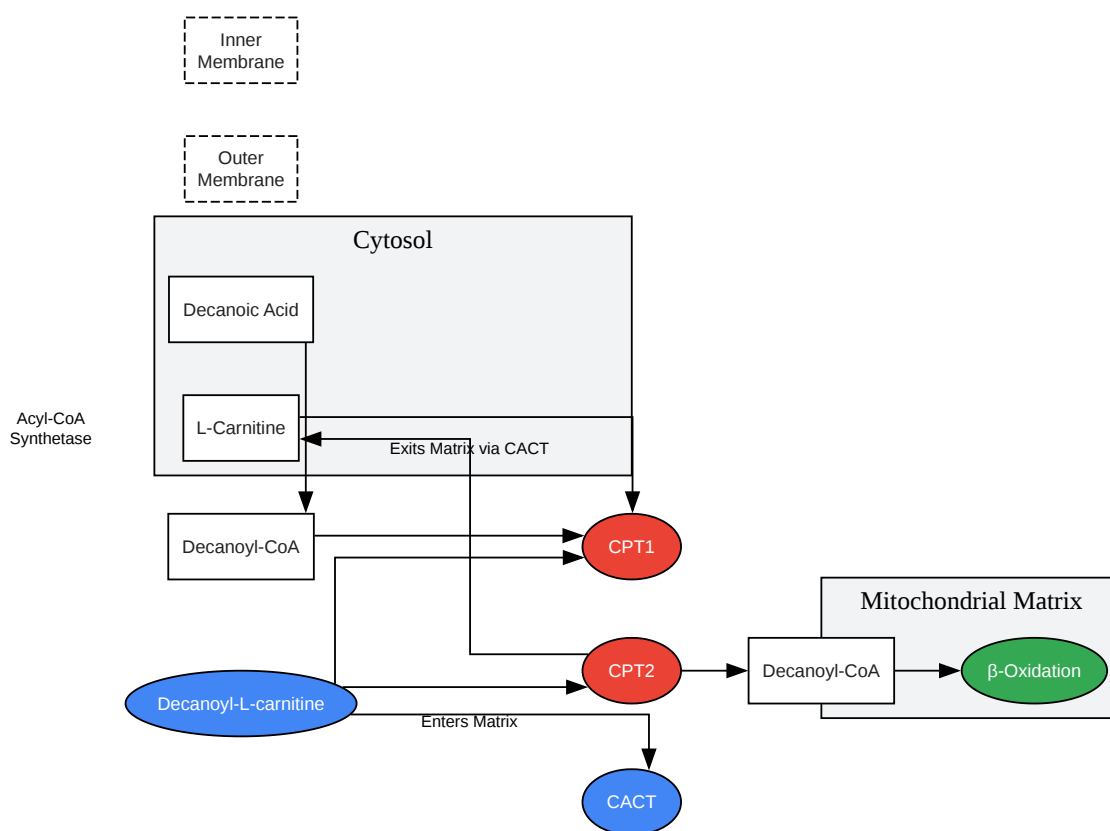 Inner
Membrane
Outer
Membrane
Cytosol
Decanoic Acid
Acyl-CoA
Synthetase
L-Carnitine
Exits Matrix via CACT
Decanoyl-CoA
CPT1
Mitochondrial Matrix
CPT2
Decanoyl-CoA
β-Oxidation
Decanoyl-L-carnitine
Enters Matrix
CACT